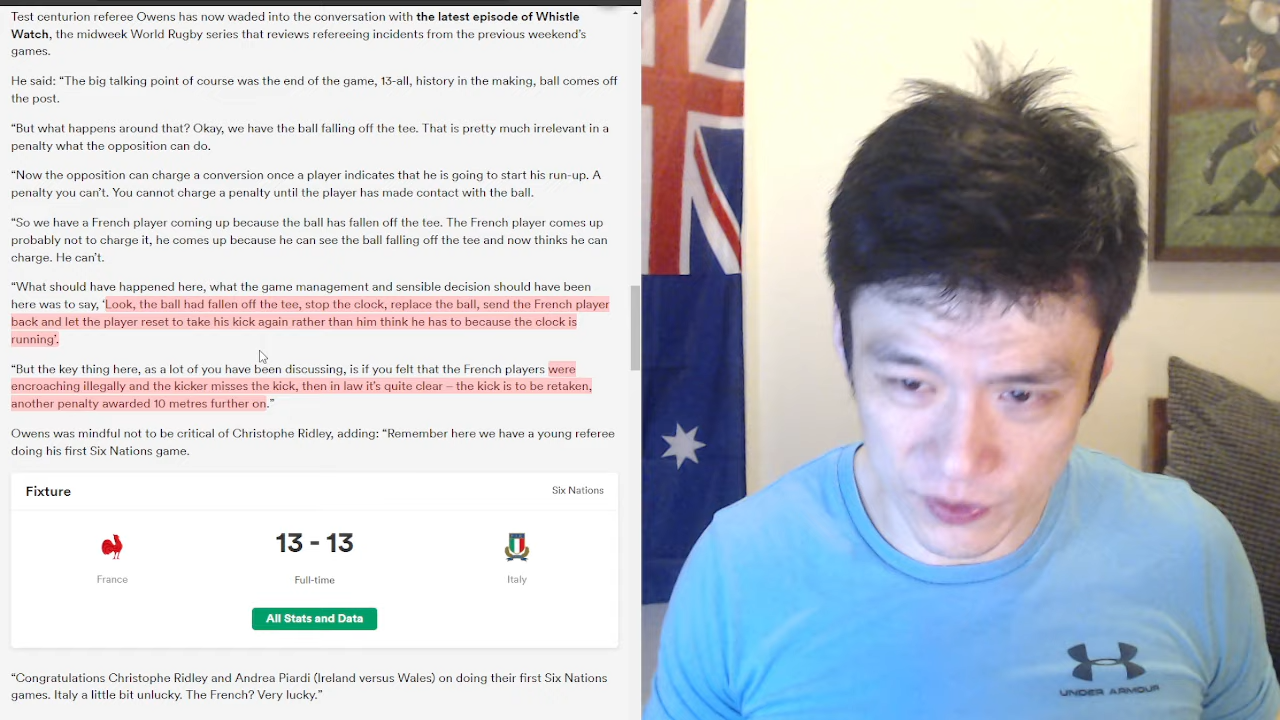 Test centurion referee Owens has now waded into the conversation with the latest episode of Whistle
Watch, the midweek World Rugby series that reviews refereeing incidents from the previous weekend's
games.
He said: “The big talking point of course was the end of the game, 13-all, history in the making, ball comes off
the post.
“But what happens around that? Okay, we have the ball falling off the tee. That is pretty much irrelevant in a
penalty what the opposition can do.
“Now the opposition can charge a conversion once a player indicates that he is going to start his run-up. A
penalty you can’t. You cannot charge a penalty until the player has made contact with the ball.
“So we have a French player coming up because the ball has fallen off the tee. The French player comes up
probably not to charge it, he comes up because he can see the ball falling off the tee and now thinks he can
charge. He can’t.
“What should have happened here, what the game management and sensible decision should have been
here was to say, ‘Look, the ball had fallen off the tee, stop the clock, replace the ball, send the French player
back and let the player reset to take his kick again rather than him think he has to because the clock is
running’.
“But the key thing here, as a lot of you have been discussing, is if you felt that the French players were
encroaching illegally and the kicker misses the kick, then in law it’s quite clear – the kick is to be retaken,
another penalty awarded 10 metres further on.”
Owens was mindful not to be critical of Christophe Ridley, adding: “Remember here we have a young referee
doing his first Six Nations game.
Fixture
Six Nations
13 - 13
France
Full-time
Italy
All Stats and Data
“Congratulations Christophe Ridley and Andrea Piardi (Ireland versus Wales) on doing their first Six Nations
games. Italy a little bit unlucky. The French? Very lucky.”
UNDER ARMOUR